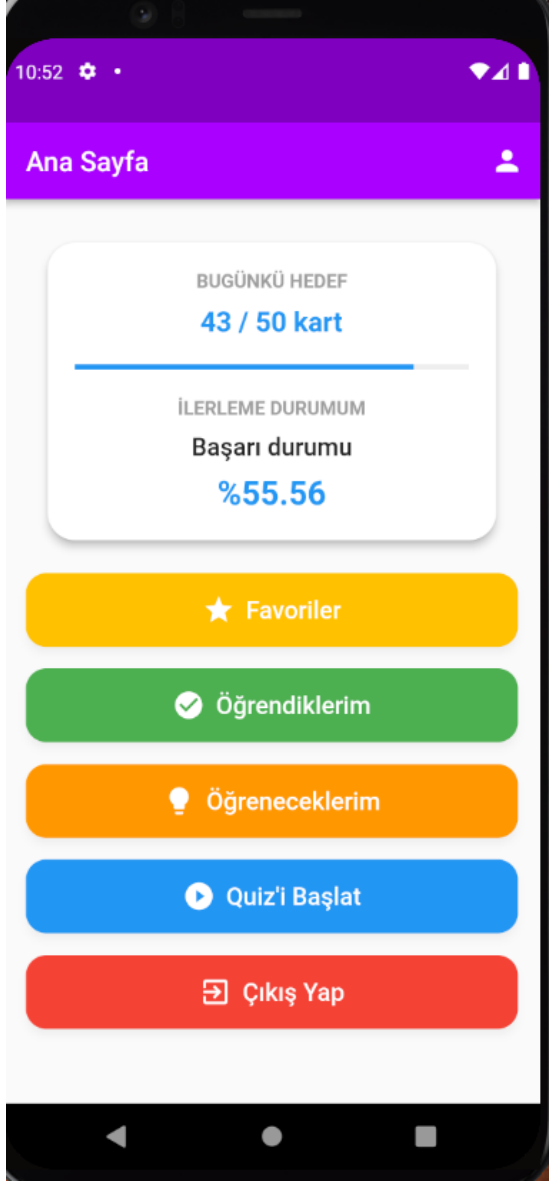 10:52
Ana Sayfa
BUGÜNKÜ HEDEF
43 / 50 kart
İLERLEME DURUMUM
Başarı durumu
%55.56
Favoriler
Öğrendiklerim
Öğreneceklerim
Quiz'i Başlat
Çıkış Yap